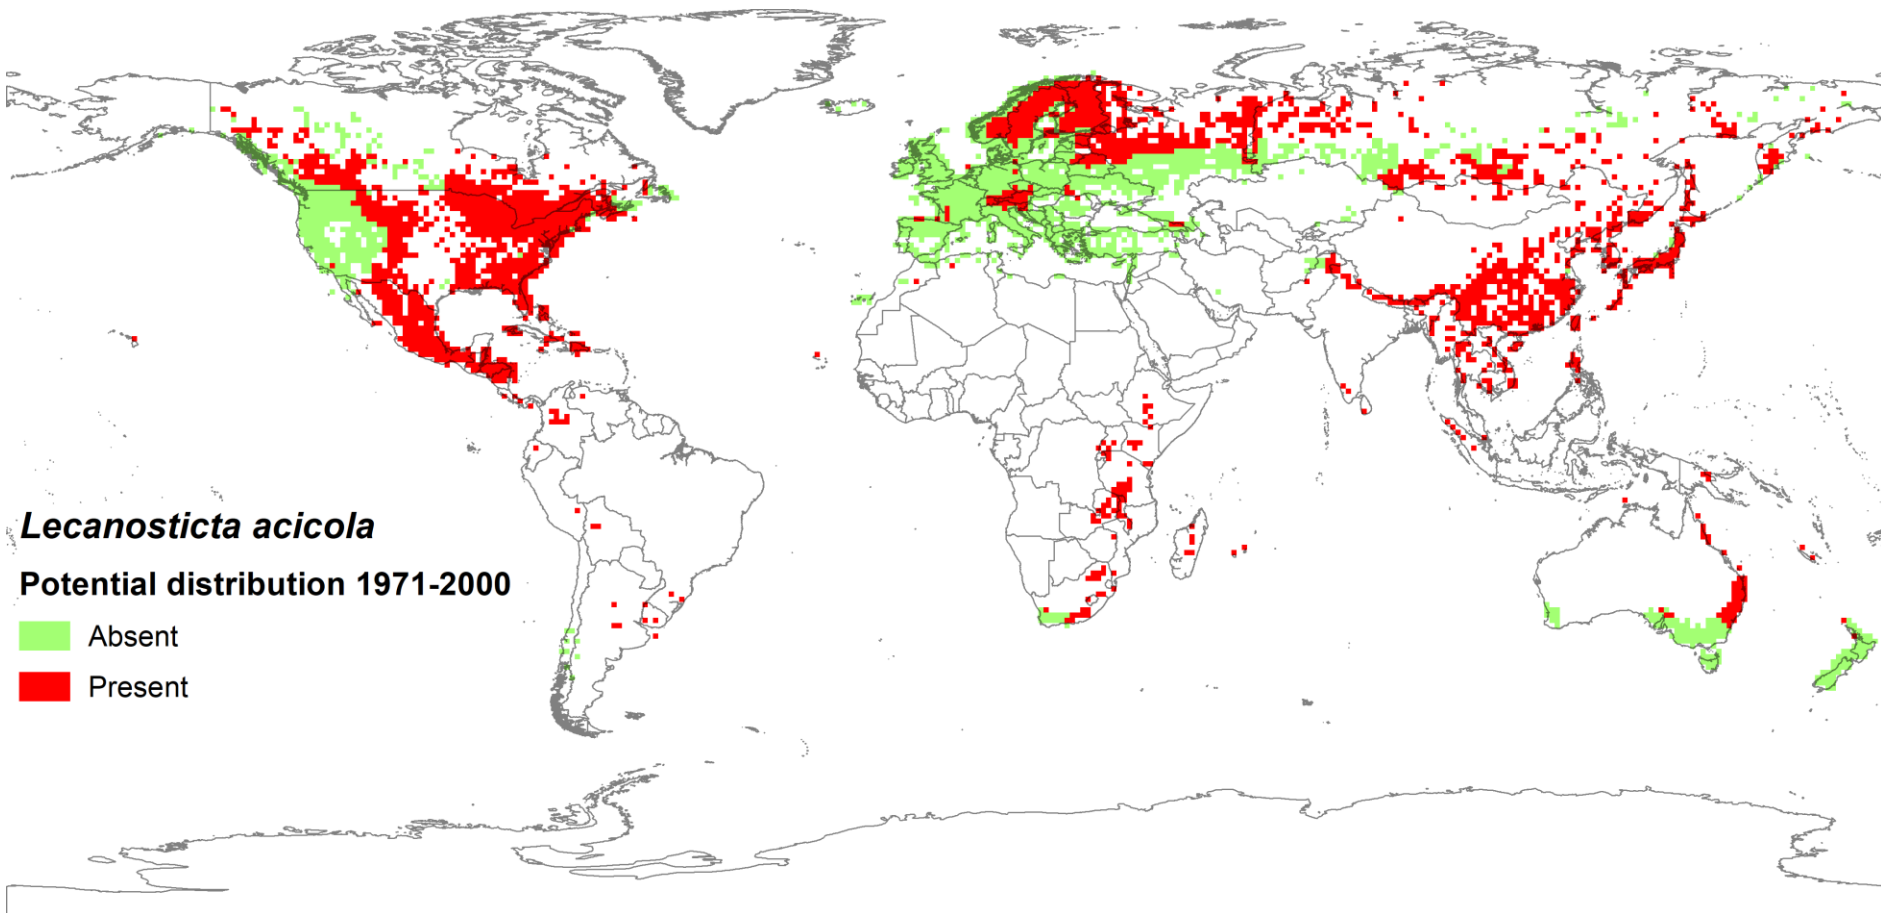 Lecanosticta acicola
Potential distribution 1971-2000
Absent
Present